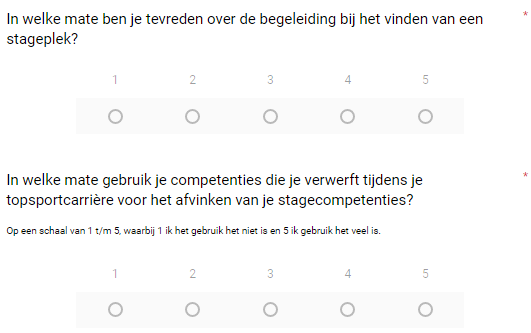 In welke mate ben je tevreden over de begeleiding bij het vinden van een *
stageplek?
1 2 3 4 5
In welke mate gebruik je competenties die je verwerft tijdens je *
topsportcarrière voor het afvinken van je stagecompetenties?
Op een schaal van 1 t/m 5, waarbij 1 ik het gebruik het niet is en 5 ik gebruik het veel is.
1 2 3 4 5